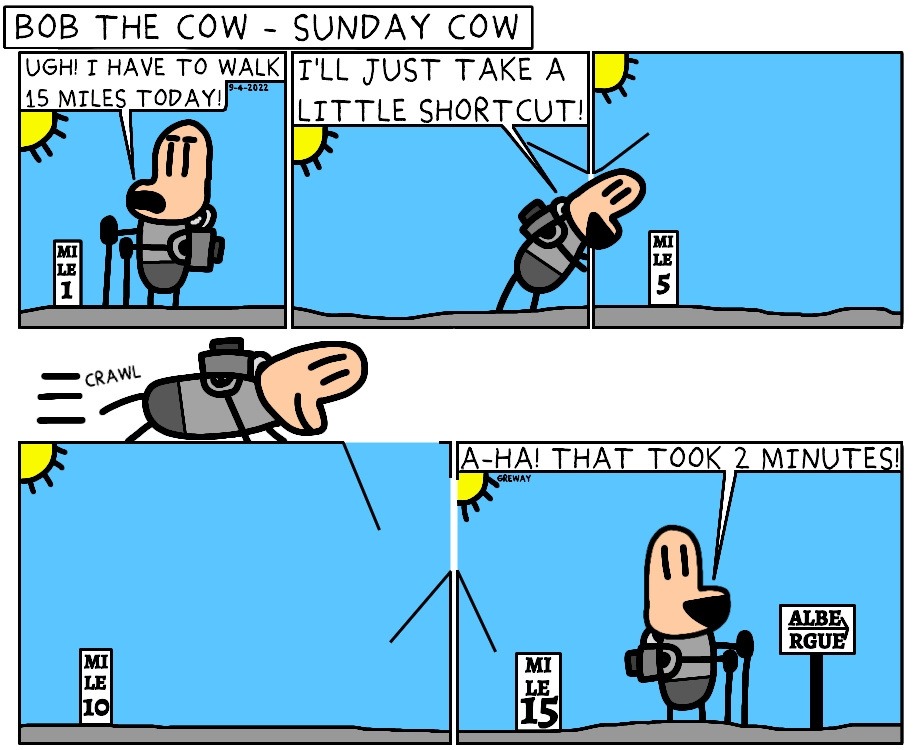 BOB THE COW - SUNDAY COW
UGH! I HAVE TO WALK
15 MILES TODAY!
9-4-2022
MI
LE
1
I'LL JUST TAKE A
LITTLE SHORTCUT!
MI
LE
5
CRAWL
MI
LE
10
A-HA! THAT TOOK 2 MINUTES!
GREWAY
MI
LE
15
ALBE
RGUE